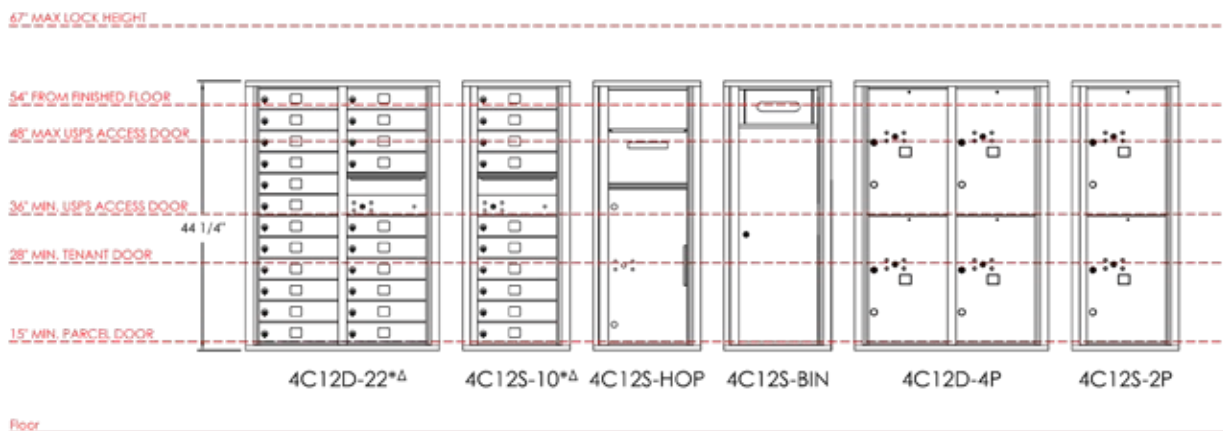 67" MAX LOCK HEIGHT
54" FROM FINISHED FLOOR
48" MAX USPS ACCESS DOOR
36" MIN. USPS ACCESS DOOR
44 1/4"
28" MIN. TENANT DOOR
15" MIN. PARCEL DOOR
4C12D-22*Δ 4C12S-10*Δ 4C12S-HOP 4C12S-BIN 4C12D-4P 4C12S-2P
Floor